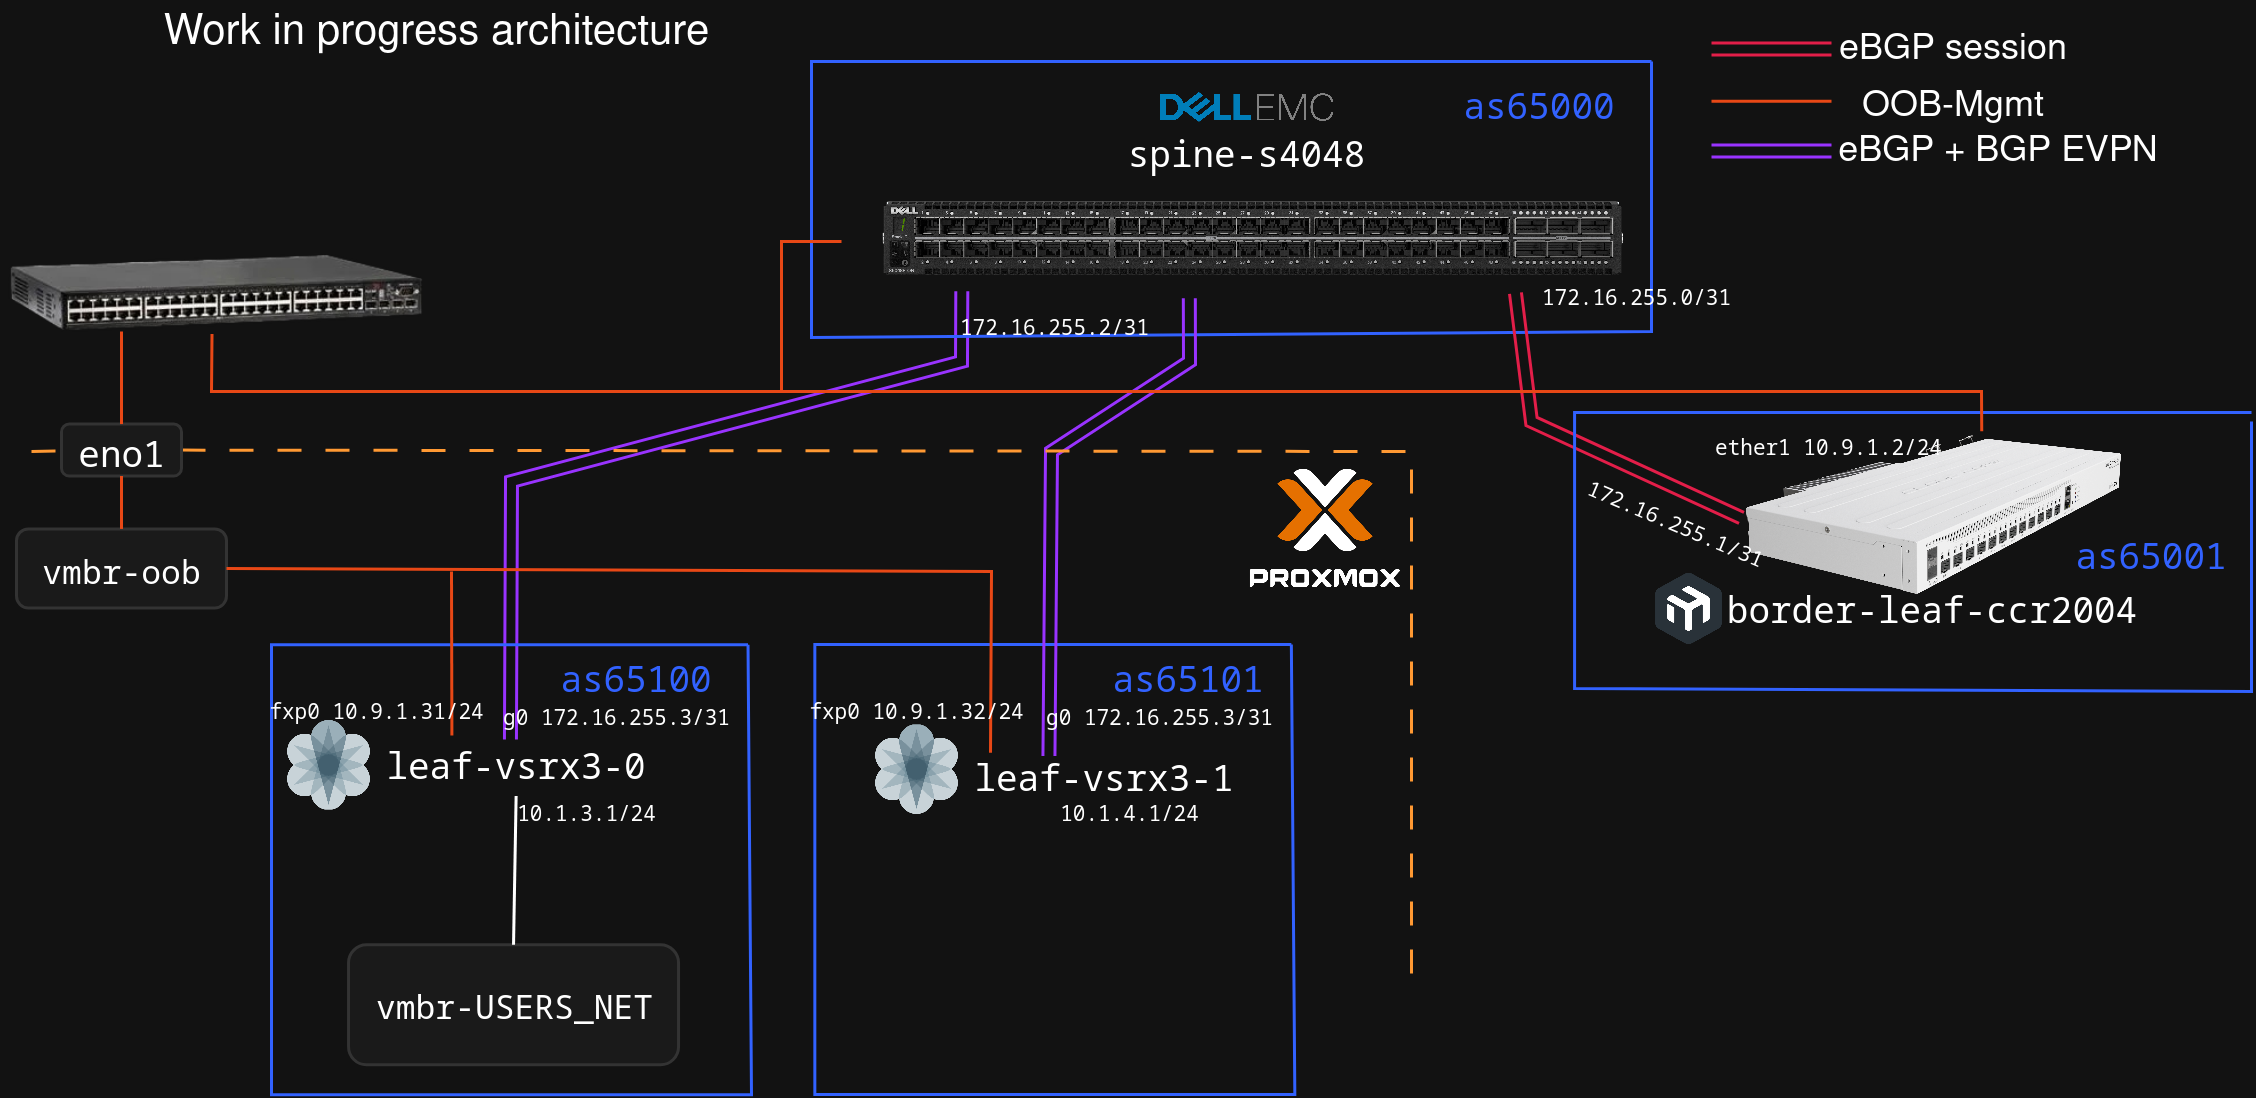 Work in progress architecture
eBGP session
OOB-Mgmt
eBGP + BGP EVPN
DELLEMC
as65000
spine-s4048
DELL
172.16.255.0/31
172.16.255.2/31
eno1
ether1 10.9.1.2/24
172.16.255.1/31
PROXMOX
vmbr-oob
as65001
border-leaf-ccr2004
as65100
fxp0 10.9.1.31/24
g0 172.16.255.3/31
leaf-vsrx3-0
10.1.3.1/24
vmbr-USERS_NET
as65101
fxp0 10.9.1.32/24
g0 172.16.255.3/31
leaf-vsrx3-1
10.1.4.1/24